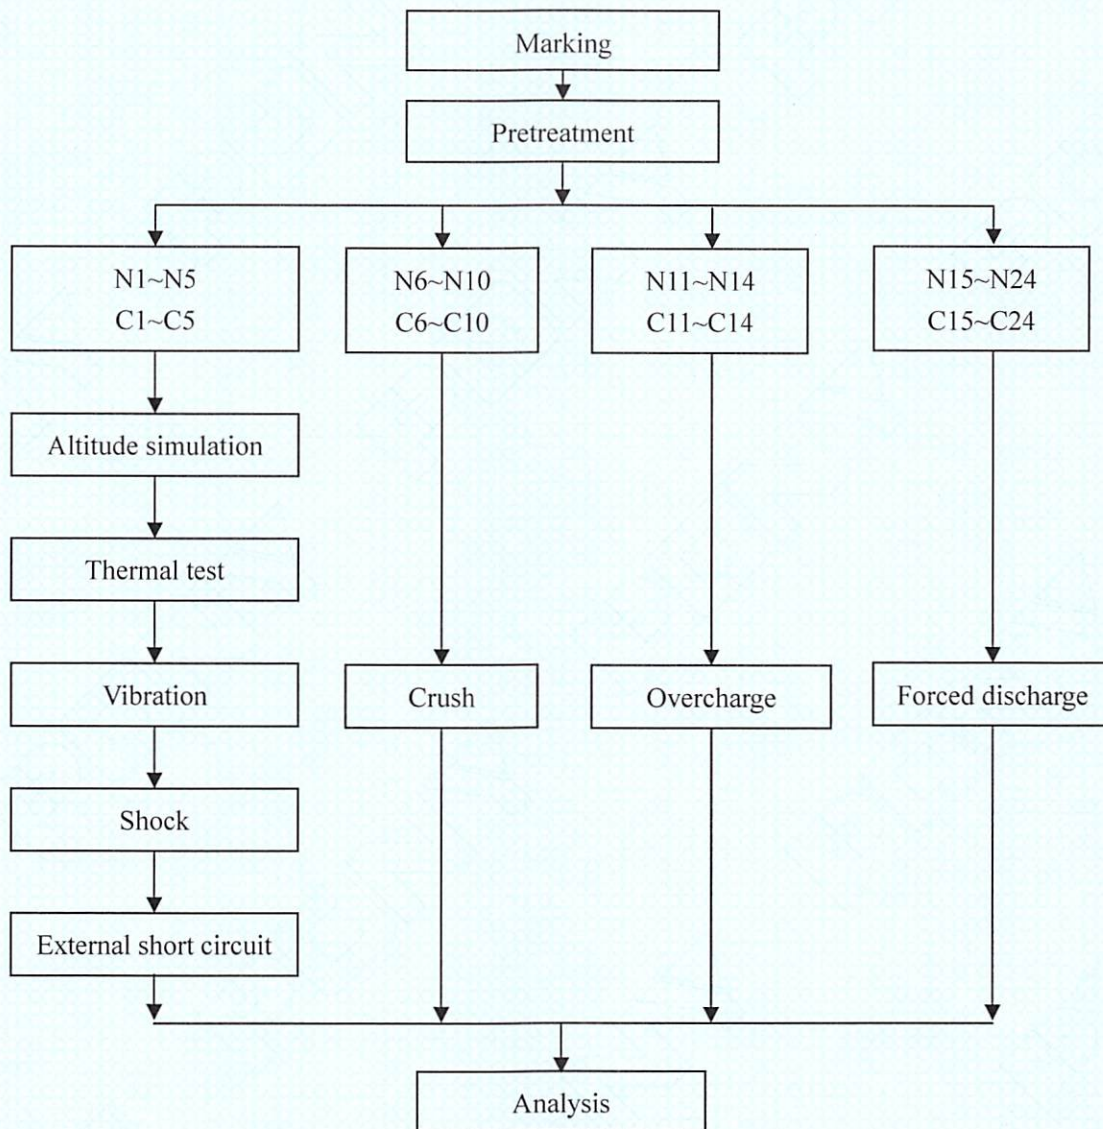 Marking
Pretreatment
N1~N5
C1~C5
N6~N10
C6~C10
N11~N14
C11~C14
N15~N24
C15~C24
Altitude simulation
Thermal test
Vibration
Crush
Overcharge
Forced discharge
Shock
External short circuit
Analysis